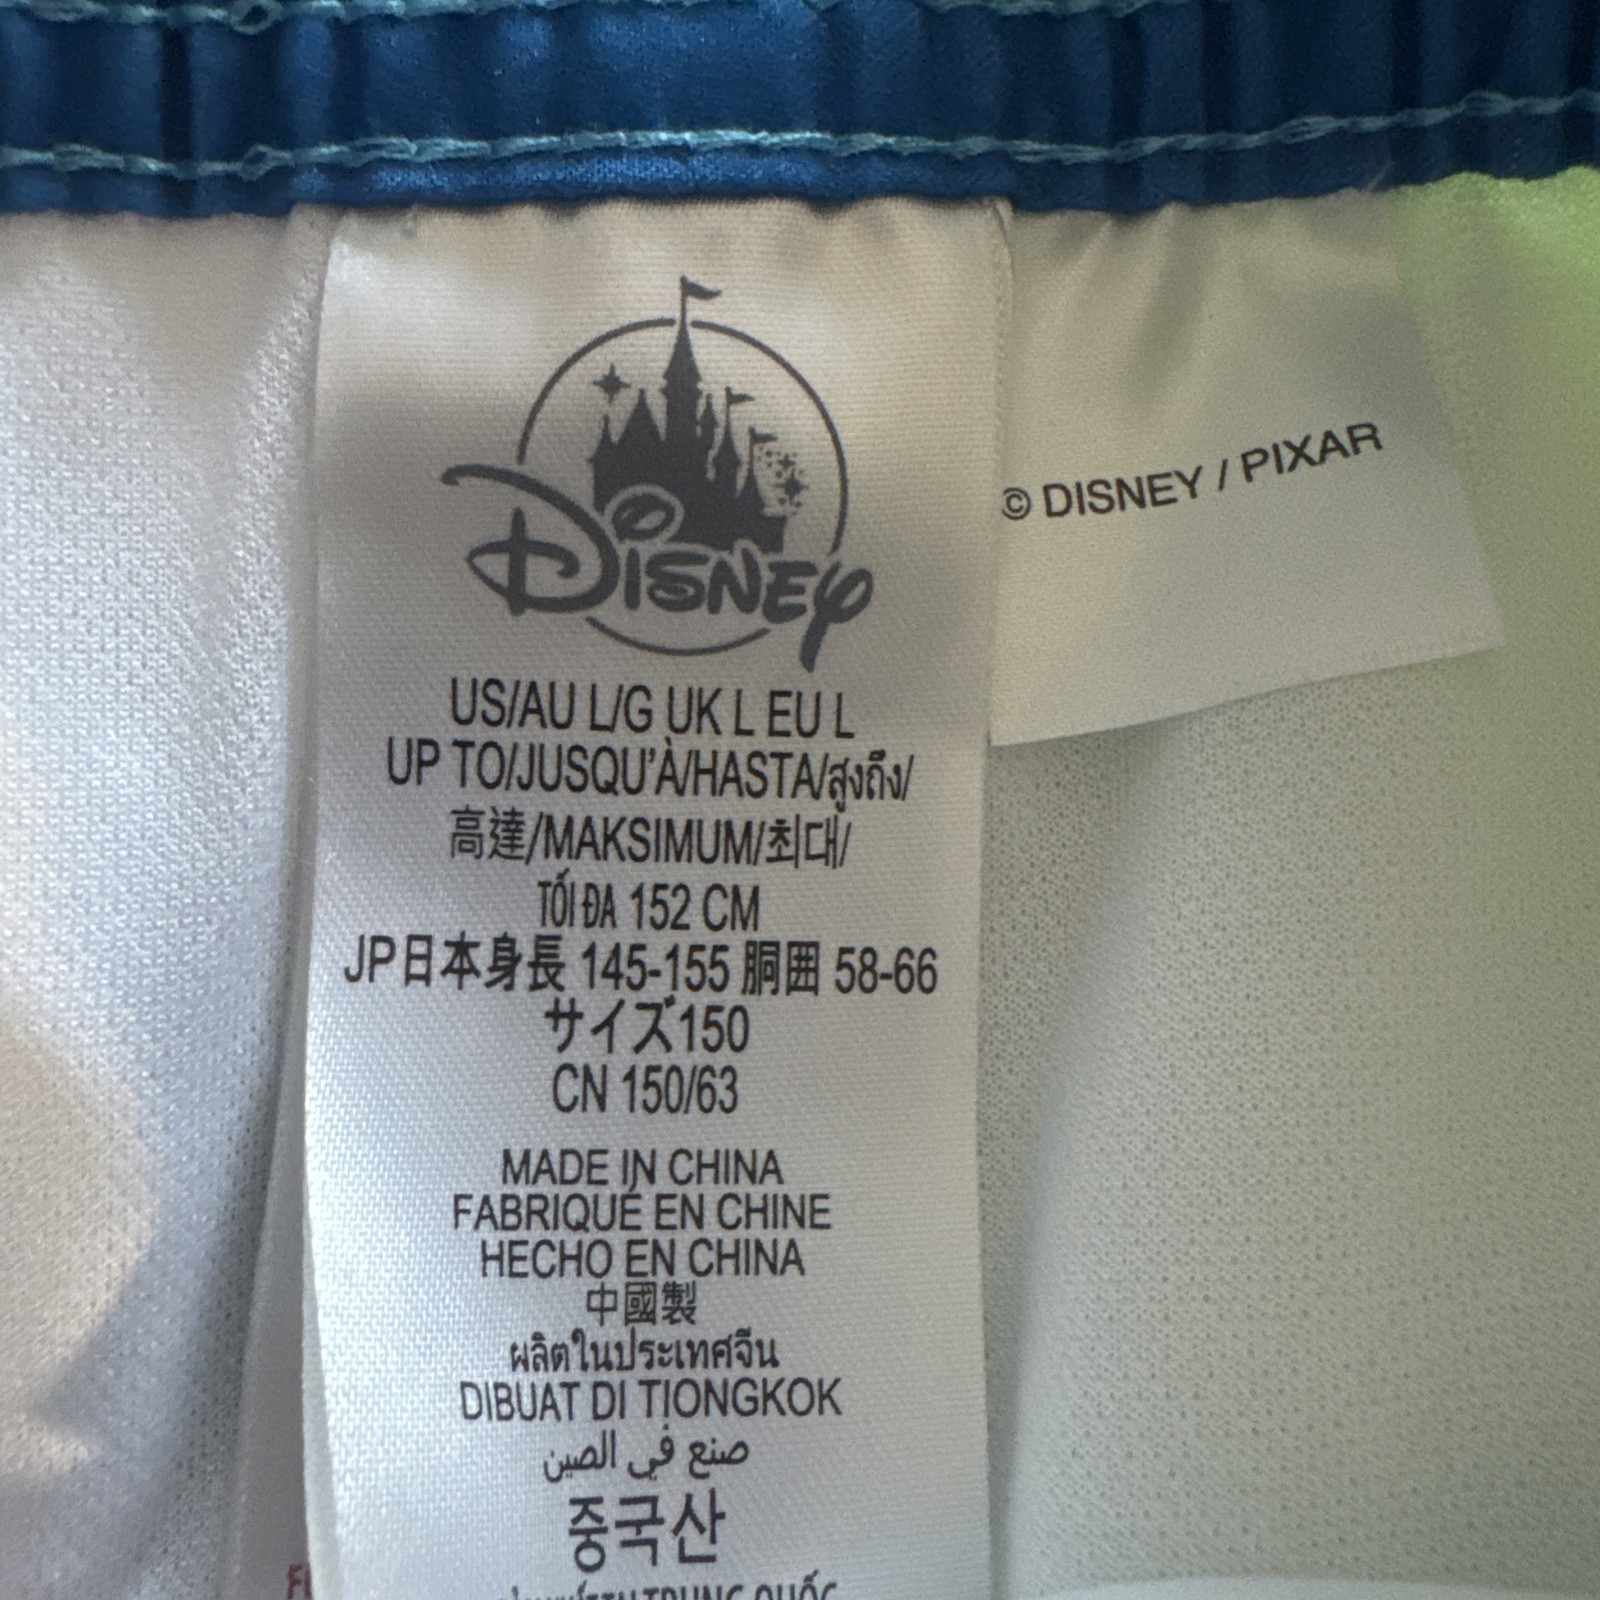 DISNEY
US/AU L/G UK L EU L
UP TO/JUSQU'À/HASTA/สูงถึง/
高達/MAKSIMUM/최대/
TỐI ĐA 152 CM
JP日本身長 145-155 胴囲 58-66
サイズ150
CN 150/63
MADE IN CHINA
FABRIQUÉ EN CHINE
HECHO EN CHINA
中國製
ผลิตในประเทศจีน
DIBUAT DI TIONGKOK
صنع في الصين
중국산
TRUNG QUỐC
© DISNEY / PIXAR